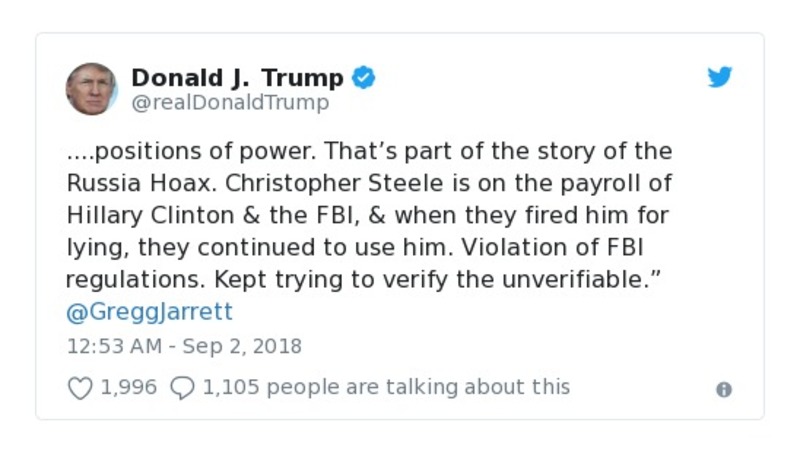 Donald J. Trump
@realDonaldTrump
....positions of power. That’s part of the story of the
Russia Hoax. Christopher Steele is on the payroll of
Hillary Clinton & the FBI, & when they fired him for
lying, they continued to use him. Violation of FBI
regulations. Kept trying to verify the unverifiable.”
@GreggJarrett
12:53 AM - Sep 2, 2018
1,996 1,105 people are talking about this